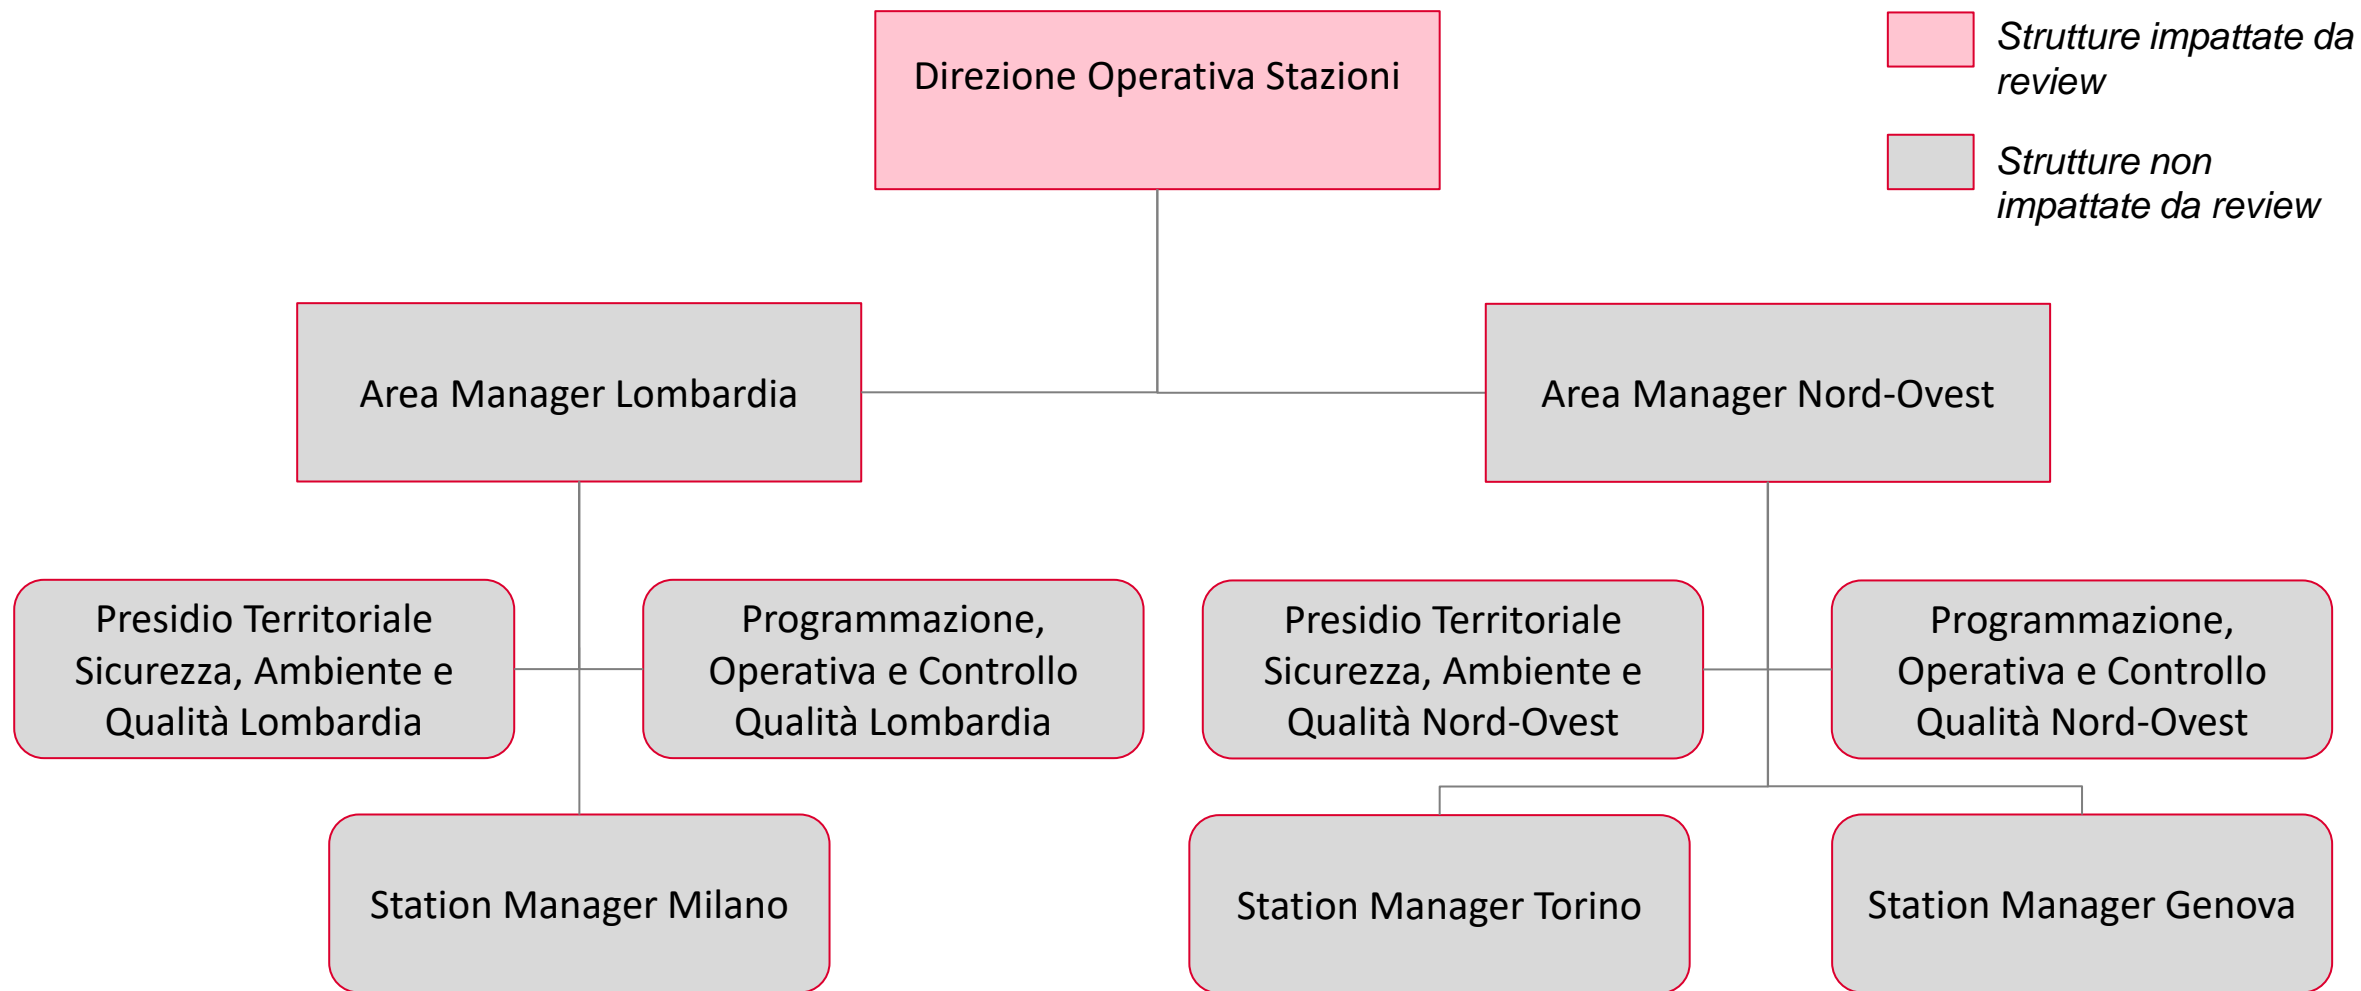 Direzione Operativa Stazioni
Strutture impattate da
review
Strutture non
impattate da review
Area Manager Lombardia
Area Manager Nord-Ovest
Presidio Territoriale
Sicurezza, Ambiente e
Qualità Lombardia
Programmazione,
Operativa e Controllo
Qualità Lombardia
Presidio Territoriale
Sicurezza, Ambiente e
Qualità Nord-Ovest
Programmazione,
Operativa e Controllo
Qualità Nord-Ovest
Station Manager Milano
Station Manager Torino
Station Manager Genova